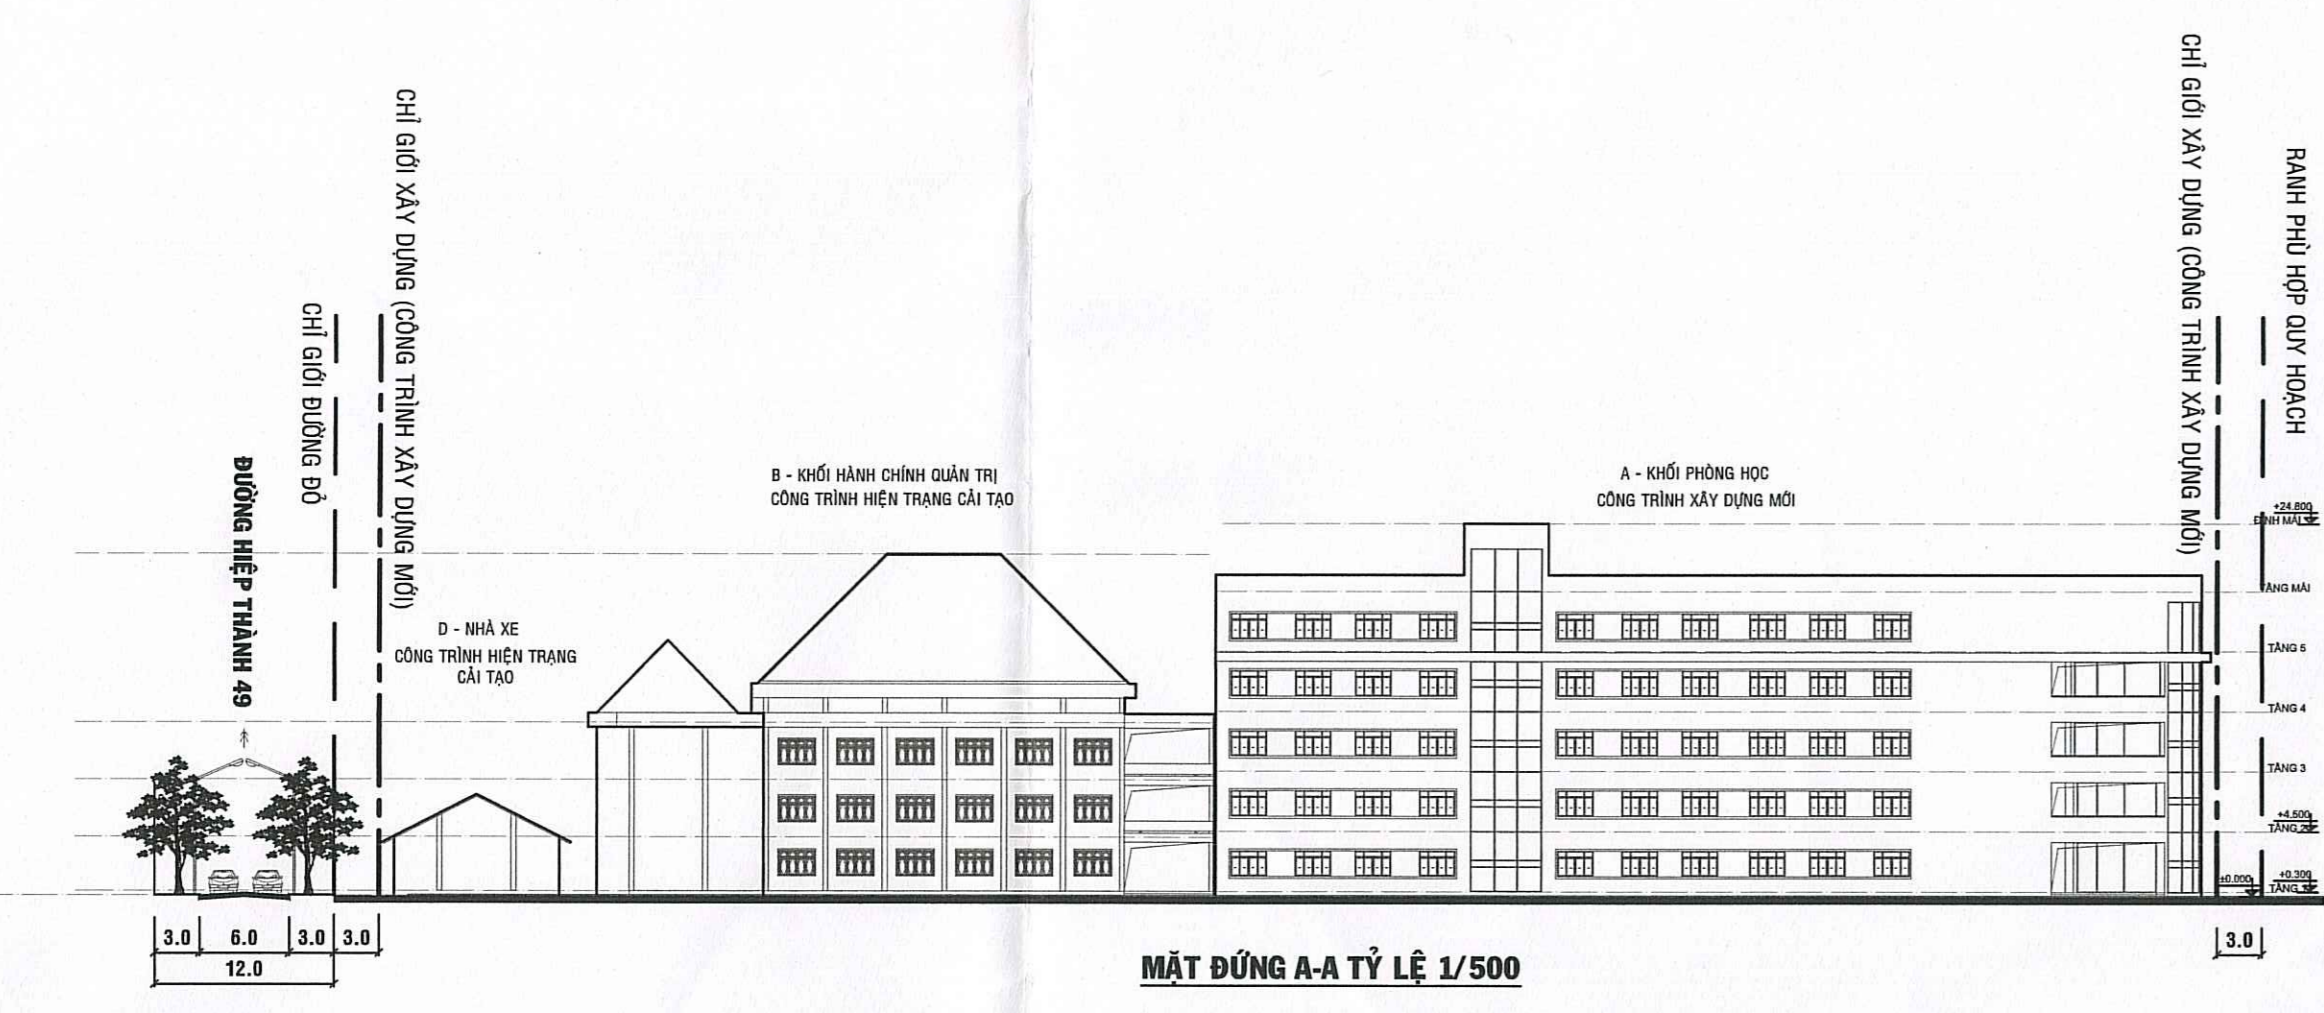 CHỈ GIỚI XÂY DỰNG (CÔNG TRÌNH XÂY DỰNG MỚI)
RANH PHÙ HỢP QUY HOẠCH
CHỈ GIỚI XÂY DỰNG (CÔNG TRÌNH XÂY DỰNG MỚI)
CHỈ GIỚI ĐƯỜNG ĐỎ
ĐƯỜNG HIỆP THÀNH 49
B - KHỐI HÀNH CHÍNH QUẢN TRỊ
CÔNG TRÌNH HIỆN TRẠNG CẢI TẠO
A - KHỐI PHÒNG HỌC
CÔNG TRÌNH XÂY DỰNG MỚI
D - NHÀ XE
CÔNG TRÌNH HIỆN TRẠNG
CẢI TẠO
+24.800
ĐỈNH MÁI
TẦNG MÁI
TẦNG 5
TẦNG 4
TẦNG 3
+4.500
TẦNG 2
±0.000
+0.300
TẦNG 1
3.0
6.0
3.0
3.0
12.0
3.0
MẶT ĐỨNG A-A TỶ LỆ 1/500